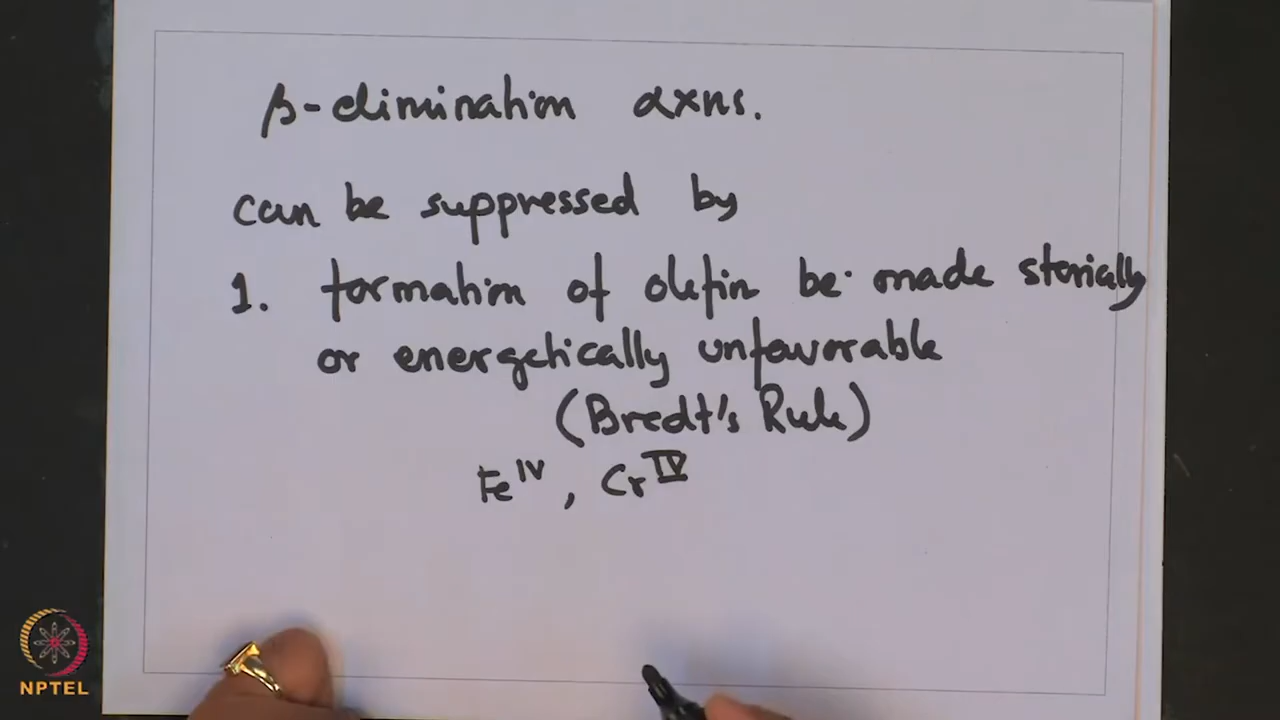 β-elimination αxns.
can be suppressed by
1. formation of olefin be made sterically
or energetically unfavorable
(Bredt's Rule)
Fe^IV, Cr^IV
NPTEL